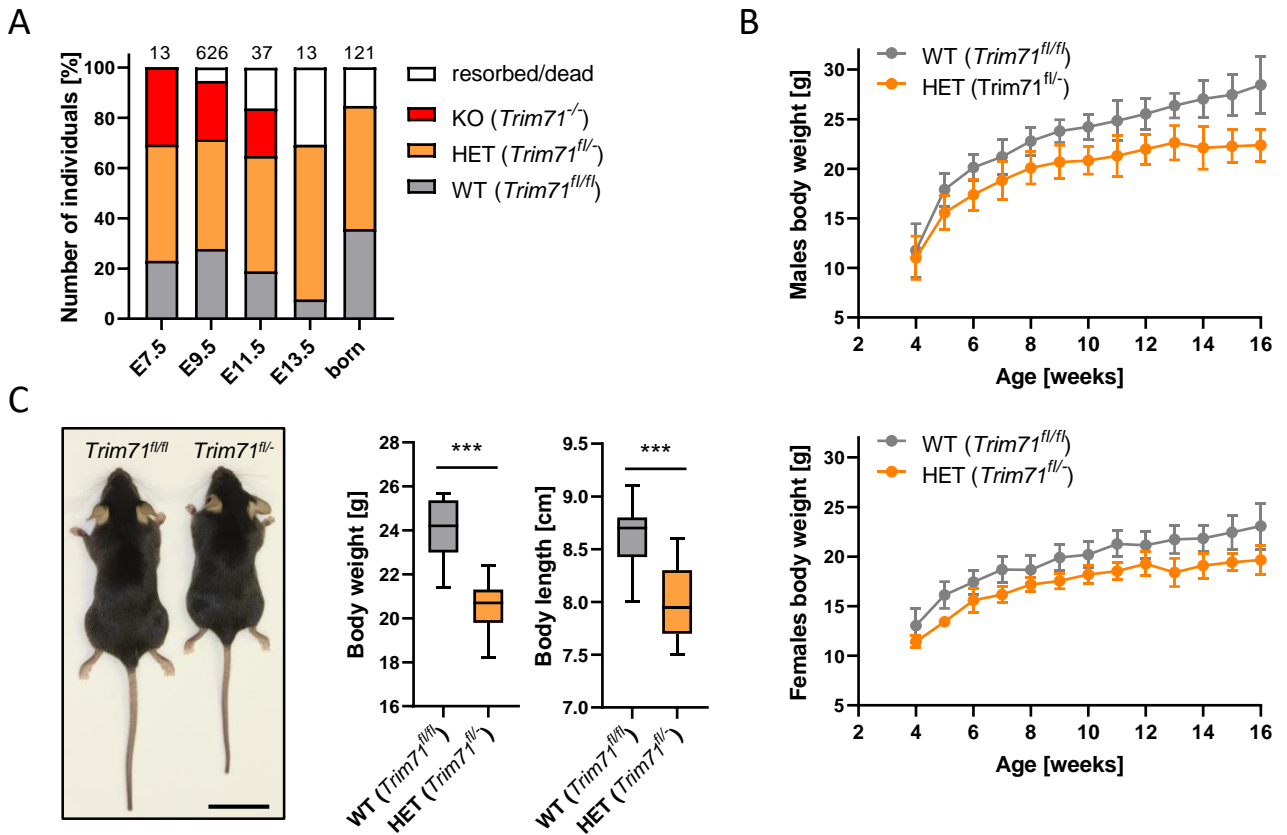 A
13 626 37 13 121
Number of individuals [%]
100
80
60
40
20
0
E7.5 E9.5 E11.5 E13.5 born
resorbed/dead
KO (Trim71-/-)
HET (Trim71fl/-)
WT (Trim71fl/fl)
B
WT (Trim71fl/fl)
HET (Trim71fl/-)
Males body weight [g]
30
25
20
15
10
5
2 4 6 8 10 12 14 16
Age [weeks]
WT (Trim71fl/fl)
HET (Trim71fl/-)
Females body weight [g]
30
25
20
15
10
5
2 4 6 8 10 12 14 16
Age [weeks]
C
Trim71fl/fl Trim71fl/-
Body weight [g]
28
26
24
22
20
18
16
***
WT (Trim71fl/fl)
HET (Trim71fl/-)
Body length [cm]
9.5
9.0
8.5
8.0
7.5
7.0
***
WT (Trim71fl/fl)
HET (Trim71fl/-)